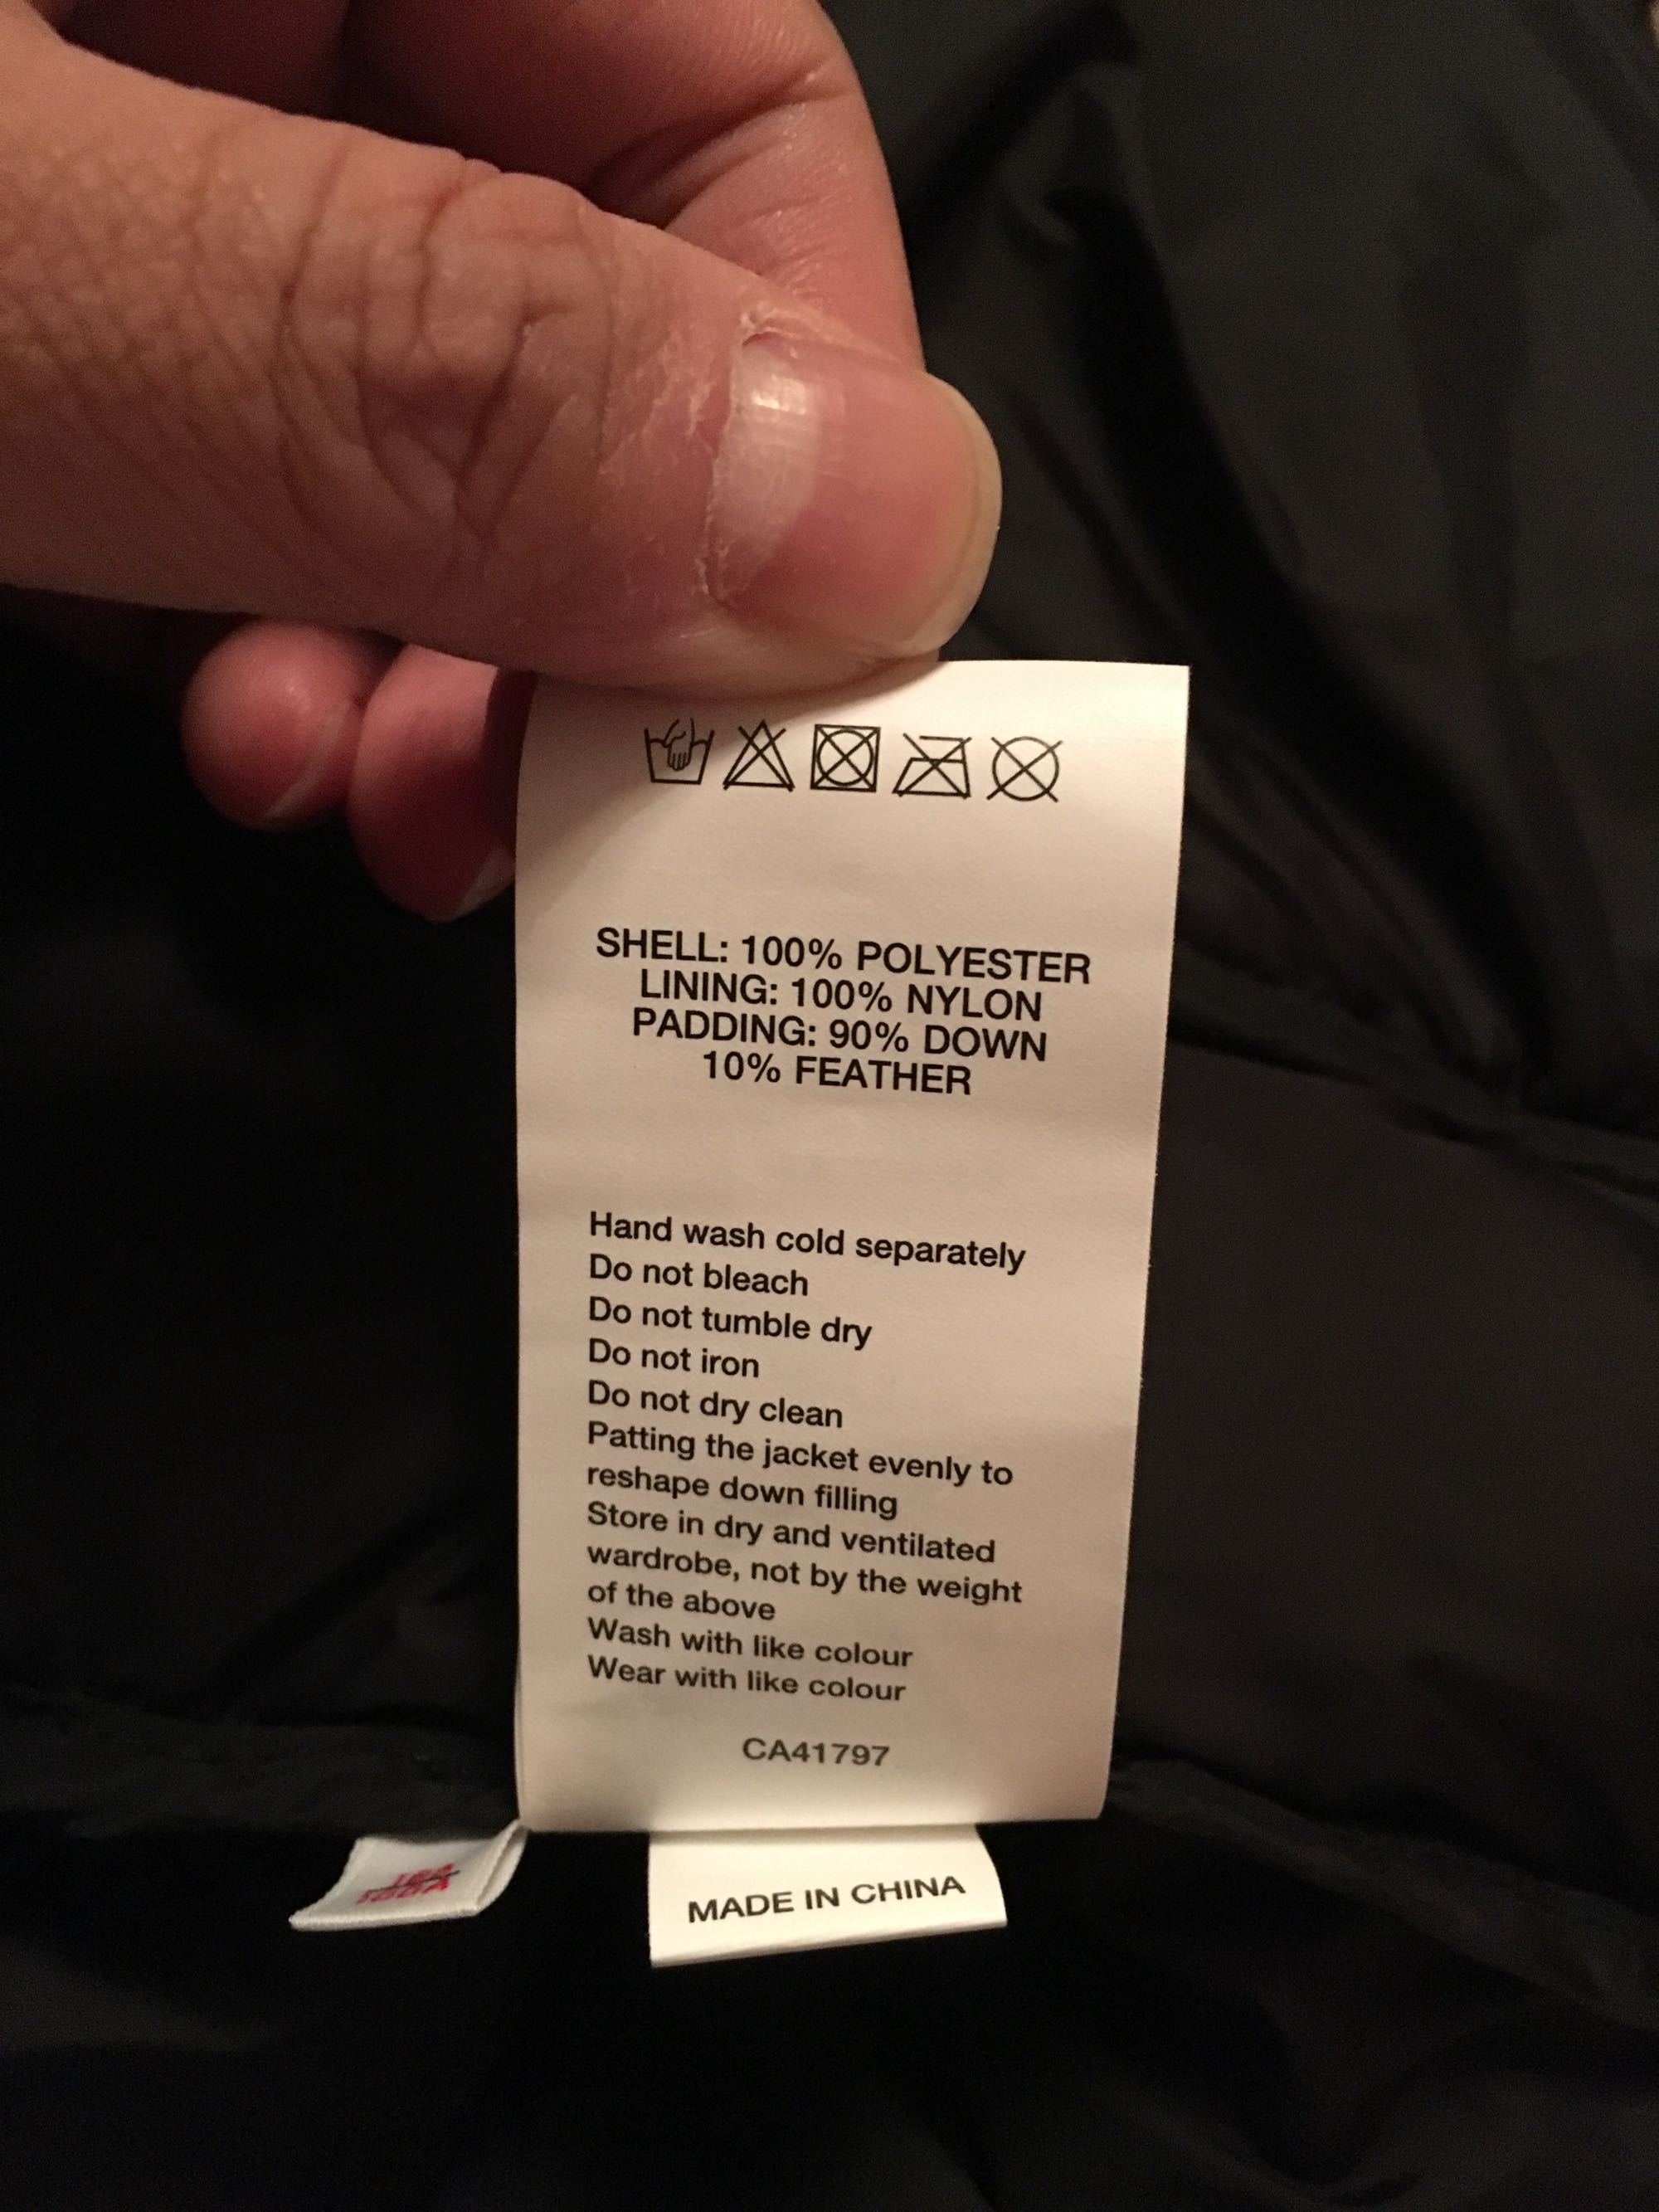 SHELL: 100% POLYESTER
LINING: 100% NYLON
PADDING: 90% DOWN
10% FEATHER
Hand wash cold separately
Do not bleach
Do not tumble dry
Do not iron
Do not dry clean
Patting the jacket evenly to
reshape down filling
Store in dry and ventilated
wardrobe, not by the weight
of the above
Wash with like colour
Wear with like colour
CA41797
MADE IN CHINA